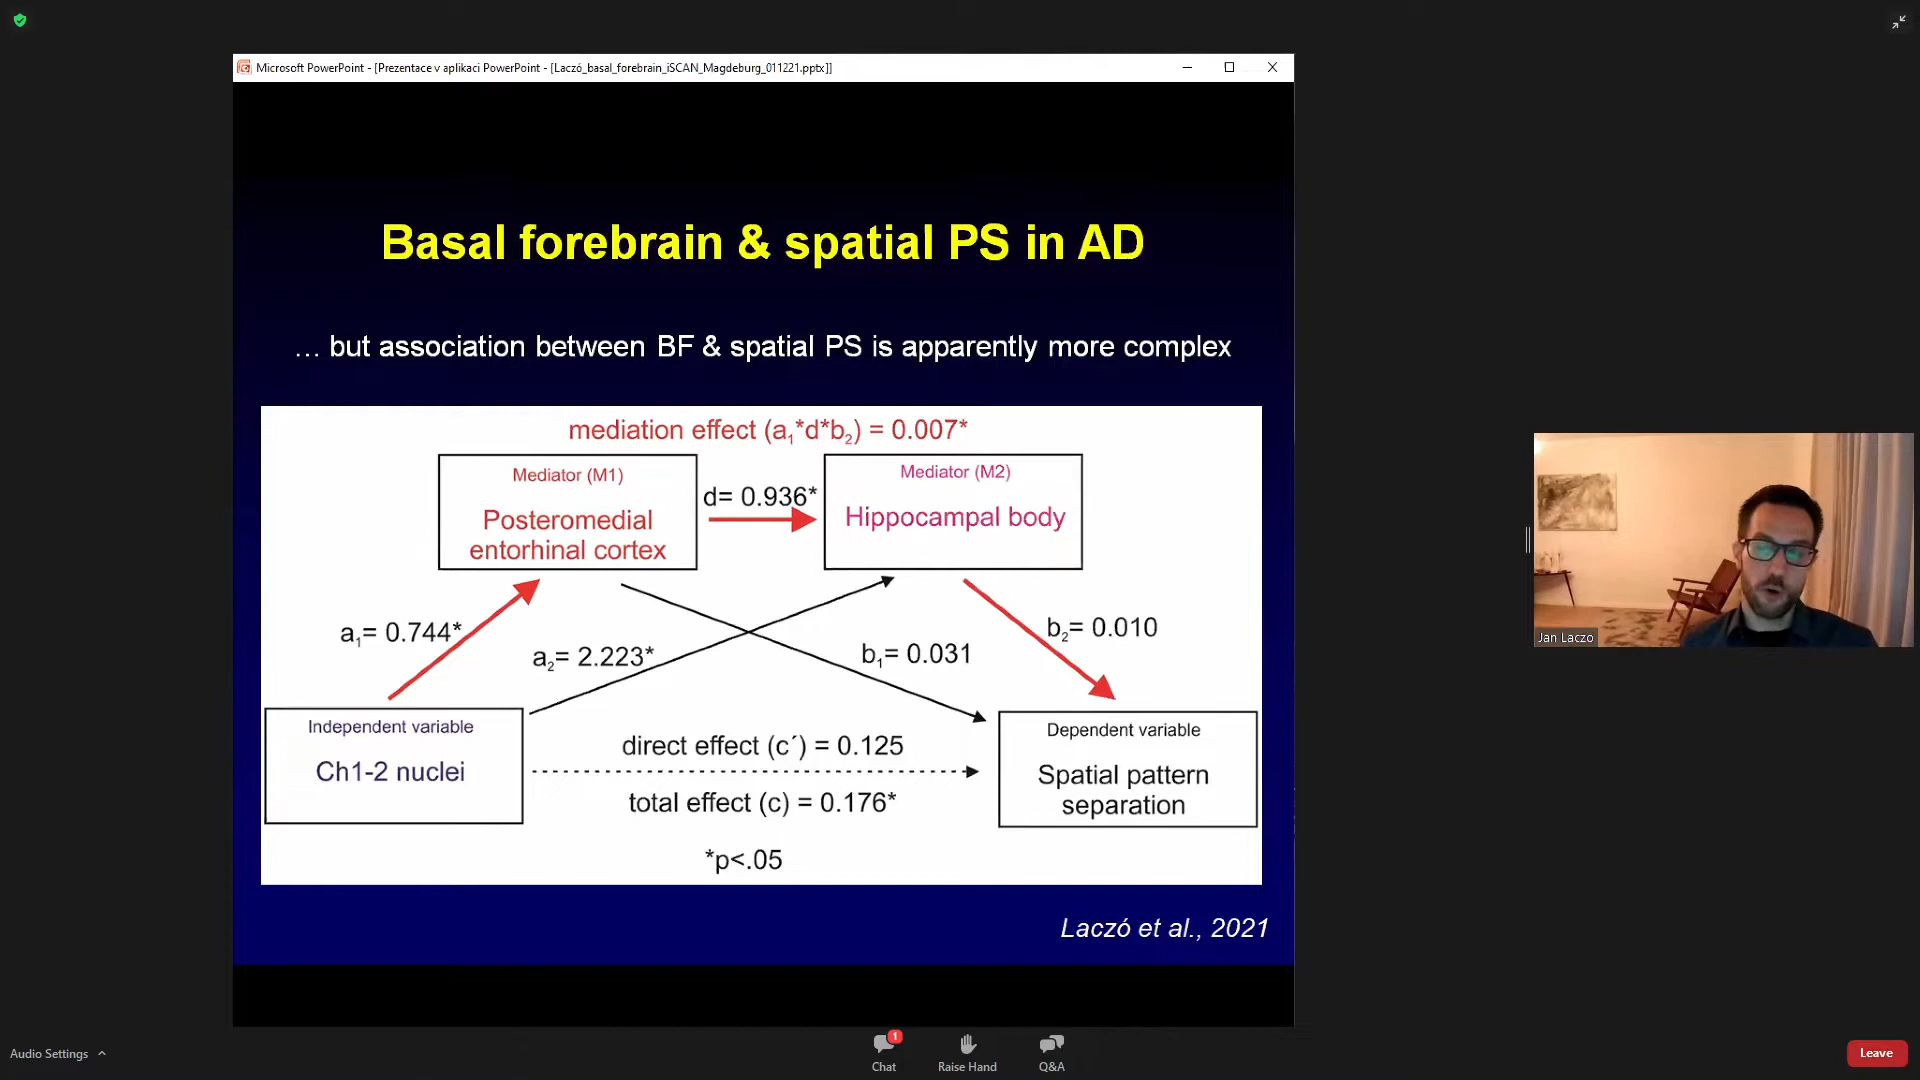 Microsoft PowerPoint - [Prezentace v aplikaci PowerPoint - [Laczó_basal_forebrain_iSCAN_Magdeburg_011221.pptx]]
Basal forebrain & spatial PS in AD
… but association between BF & spatial PS is apparently more complex
mediation effect (a₁*d*b₂) = 0.007*
Mediator (M1)
Posteromedial
entorhinal cortex
d= 0.936*
Mediator (M2)
Hippocampal body
a₁= 0.744*
a₂= 2.223*
b₁= 0.031
b₂= 0.010
Independent variable
Ch1-2 nuclei
direct effect (c´) = 0.125
total effect (c) = 0.176*
Dependent variable
Spatial pattern
separation
*p<.05
Laczó et al., 2021
Jan Laczo
Audio Settings
1
Chat
Raise Hand
Q&A
Leave